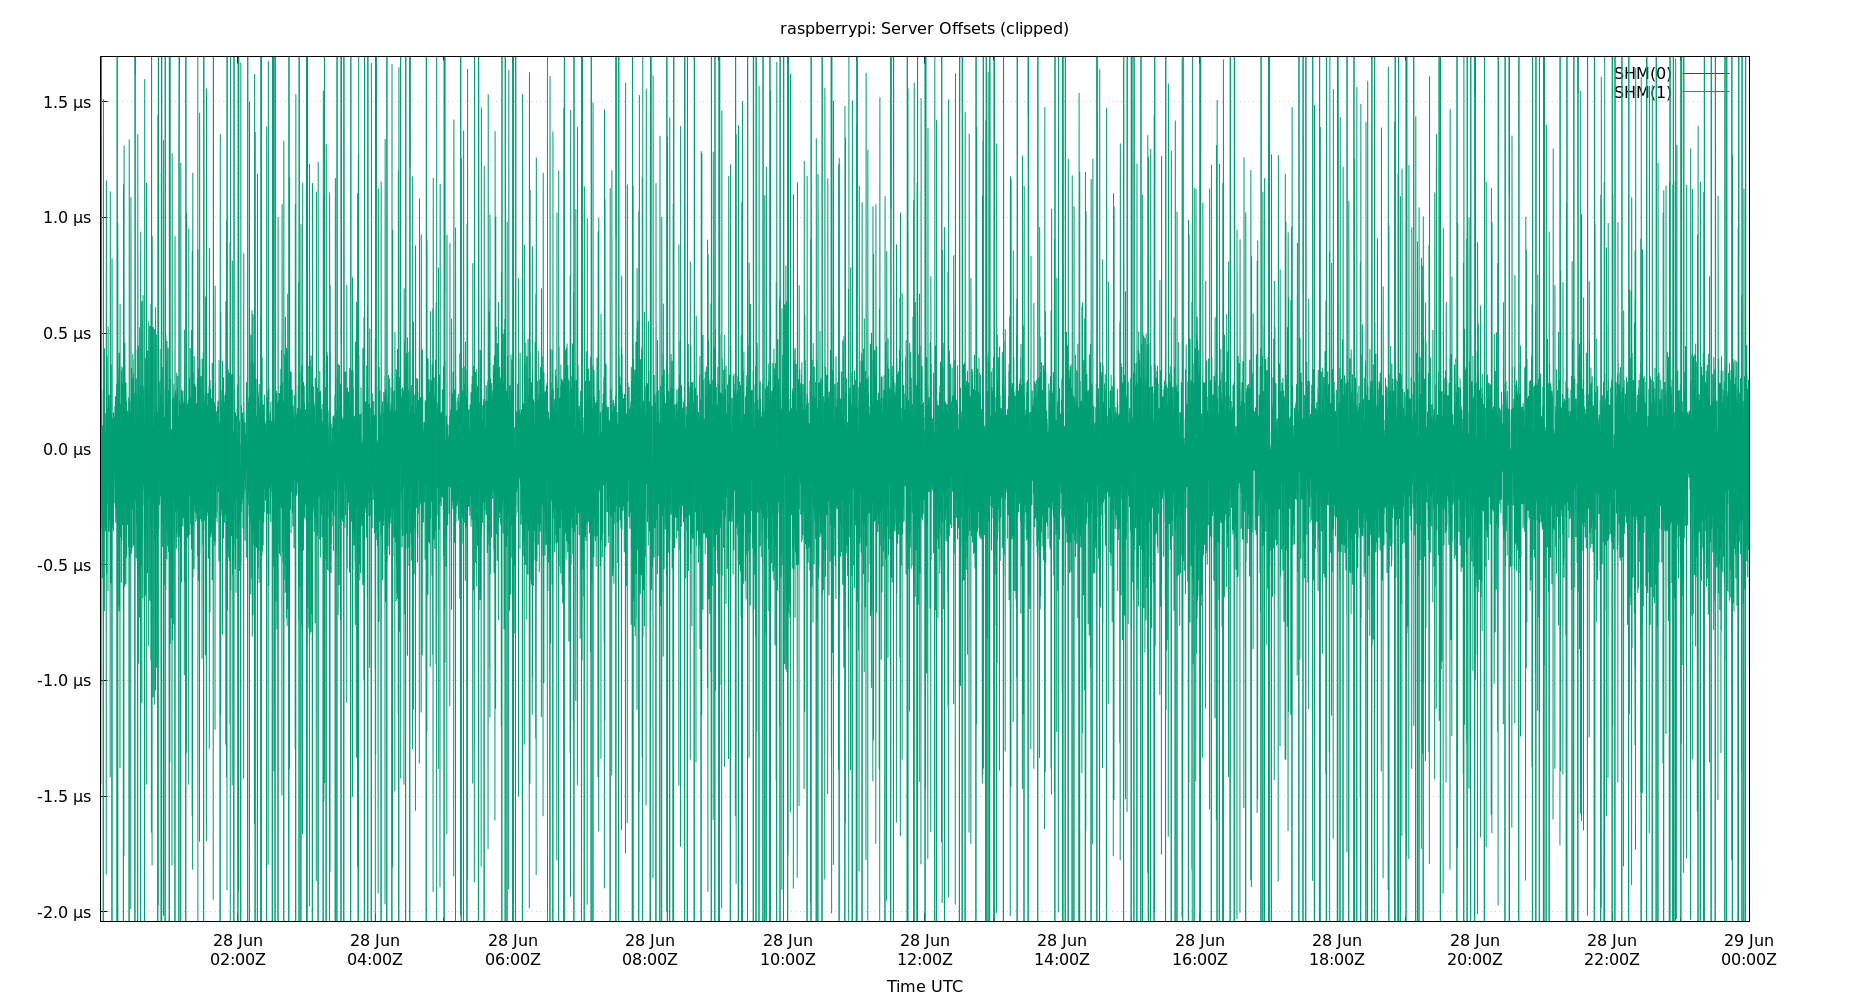 raspberrypi: Server Offsets (clipped)
SHM(0)
SHM(1)
1.5 µs
1.0 µs
0.5 µs
0.0 µs
-0.5 µs
-1.0 µs
-1.5 µs
-2.0 µs
28 Jun 28 Jun 28 Jun 28 Jun 28 Jun 28 Jun 28 Jun 28 Jun 28 Jun 28 Jun 28 Jun 29 Jun
02:00Z 04:00Z 06:00Z 08:00Z 10:00Z 12:00Z 14:00Z 16:00Z 18:00Z 20:00Z 22:00Z 00:00Z
Time UTC